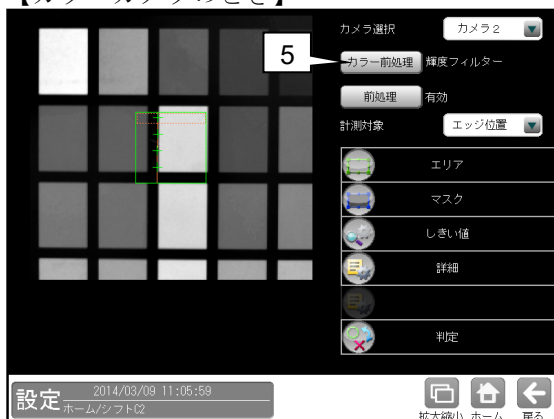 【カラーカメラのとき】
カメラ選択 カメラ2
5
カラー前処理 輝度フィルター
前処理 有効
計測対象 エッジ位置
エリア
マスク
しきい値
詳細
判定
設定 2014/03/09 11:05:59
ホーム/シフトC2
拡大縮小 ホーム 戻る